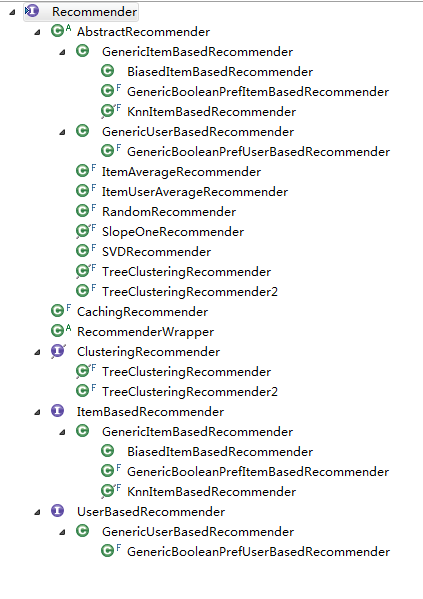 Recommender
AbstractRecommender
GenericItemBasedRecommender
BiasedItemBasedRecommender
GenericBooleanPrefItemBasedRecommender
KnnItemBasedRecommender
GenericUserBasedRecommender
GenericBooleanPrefUserBasedRecommender
ItemAverageRecommender
ItemUserAverageRecommender
RandomRecommender
SlopeOneRecommender
SVDRecommender
TreeClusteringRecommender
TreeClusteringRecommender2
CachingRecommender
RecommenderWrapper
ClusteringRecommender
TreeClusteringRecommender
TreeClusteringRecommender2
ItemBasedRecommender
GenericItemBasedRecommender
BiasedItemBasedRecommender
GenericBooleanPrefItemBasedRecommender
KnnItemBasedRecommender
UserBasedRecommender
GenericUserBasedRecommender
GenericBooleanPrefUserBasedRecommender